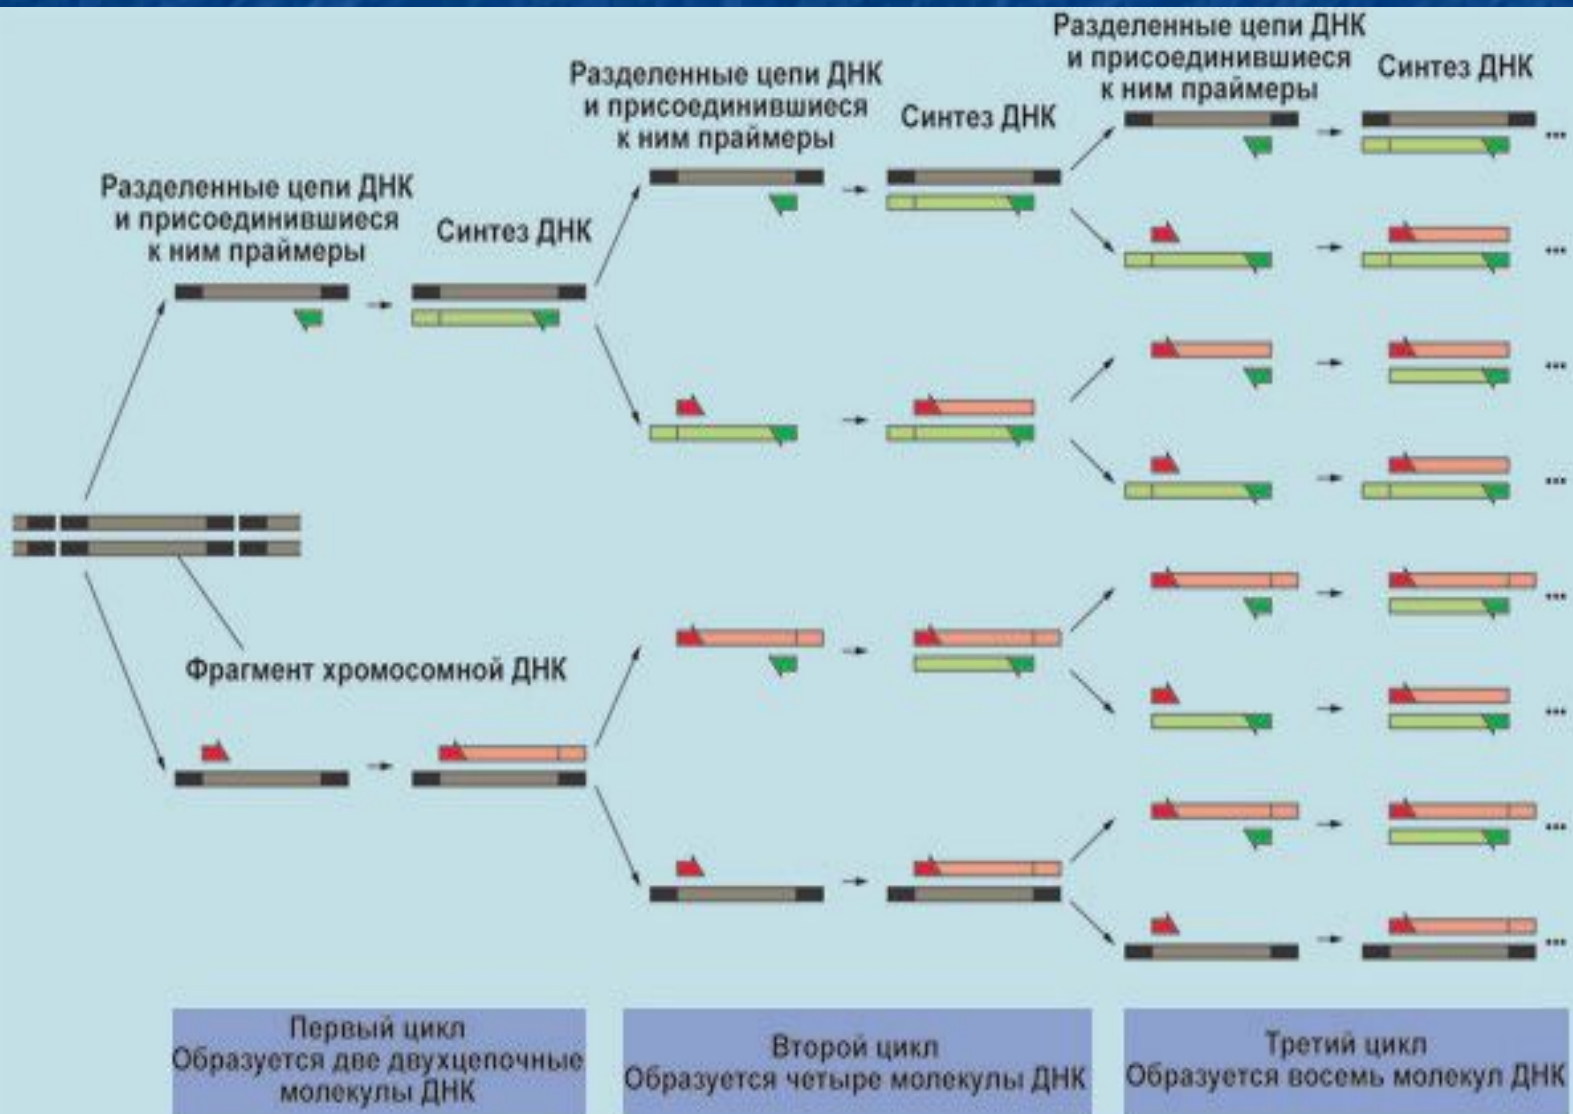 Разделенные цепи ДНК
и присоединившиеся
к ним праймеры
Синтез ДНК
Разделенные цепи ДНК
и присоединившиеся
к ним праймеры
Синтез ДНК
Разделенные цепи ДНК
и присоединившиеся
к ним праймеры
Синтез ДНК
...
...
...
...
...
...
...
...
Фрагмент хромосомной ДНК
Первый цикл
Образуется две двухцепочные
молекулы ДНК
Второй цикл
Образуется четыре молекулы ДНК
Третий цикл
Образуется восемь молекул ДНК